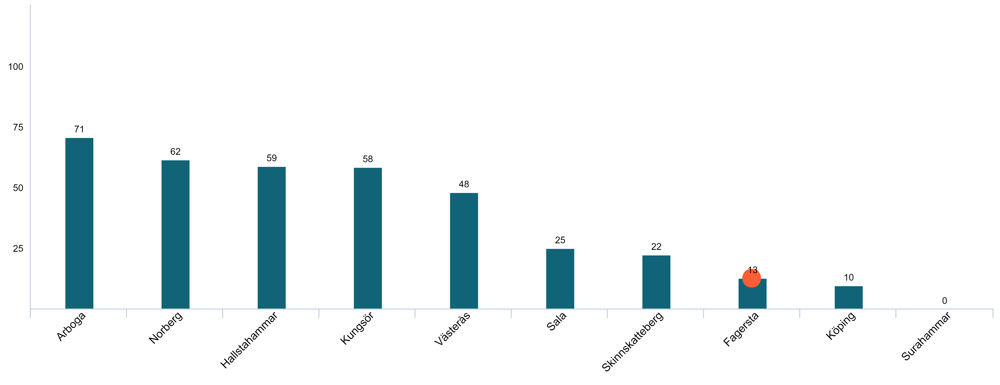 100
75
50
25
71
62
59
58
48
25
22
13
10
0
Arboga
Norberg
Hallstahammar
Kungsör
Västerås
Sala
Skinnskatteberg
Fagersta
Köping
Surahammar